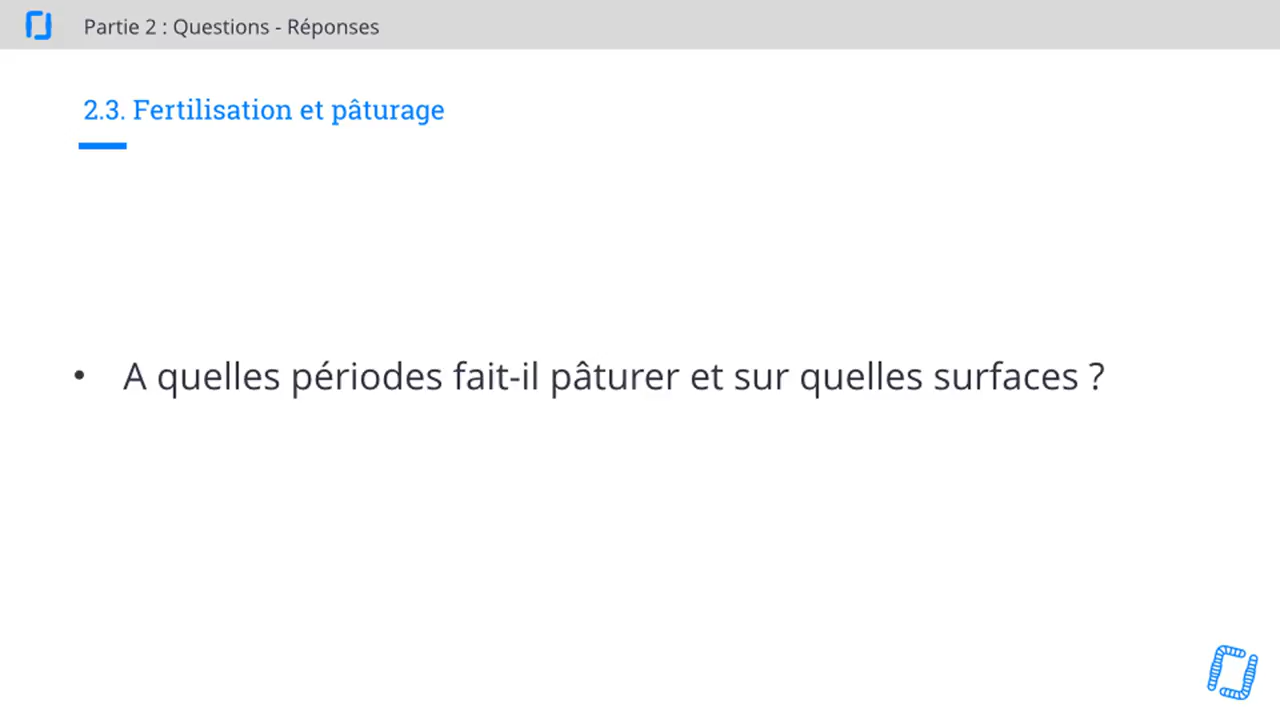 Partie 2 : Questions - Réponses
2.3. Fertilisation et pâturage
• A quelles périodes fait-il pâturer et sur quelles surfaces ?